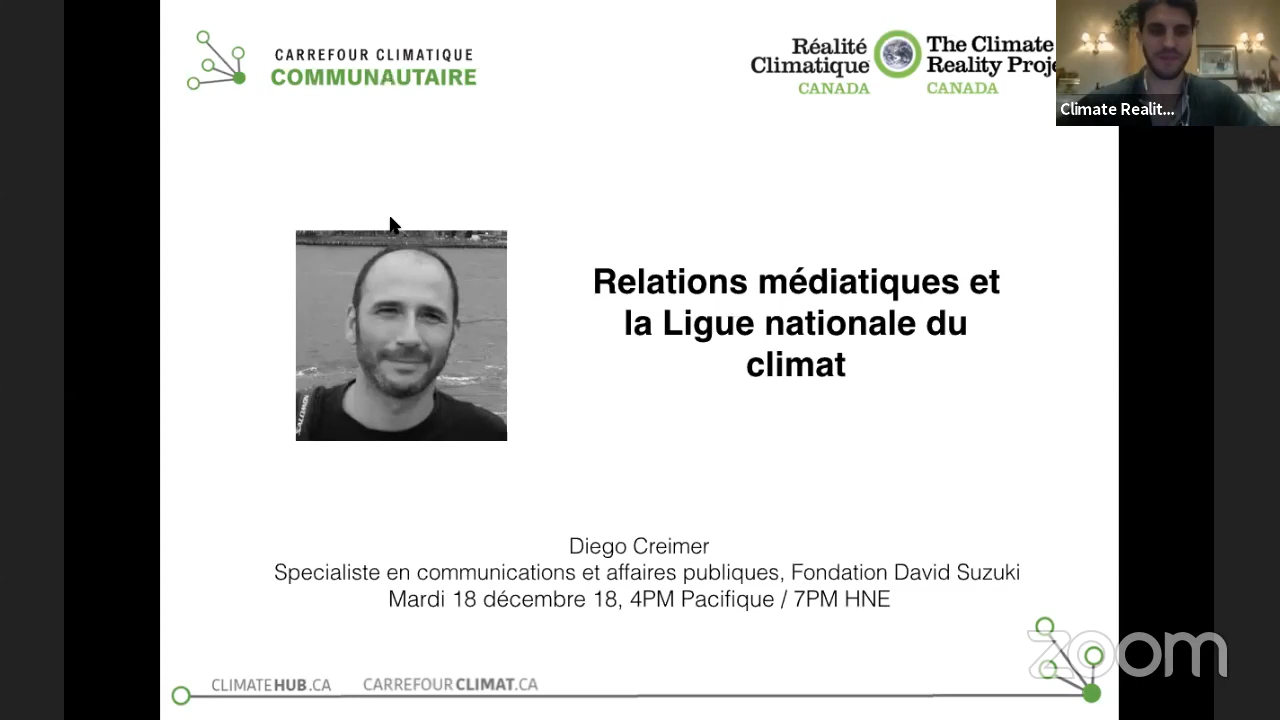 CARREFOUR CLIMATIQUE
COMMUNAUTAIRE
Réalité
Climatique
CANADA
The Climate
Reality Proje
CANADA
Climate Realit...
Relations médiatiques et
la Ligue nationale du
climat
Diego Creimer
Specialiste en communications et affaires publiques, Fondation David Suzuki
Mardi 18 décembre 18, 4PM Pacifique / 7PM HNE
zoom
CLIMATEHUB.CA
CARREFOURCLIMAT.CA